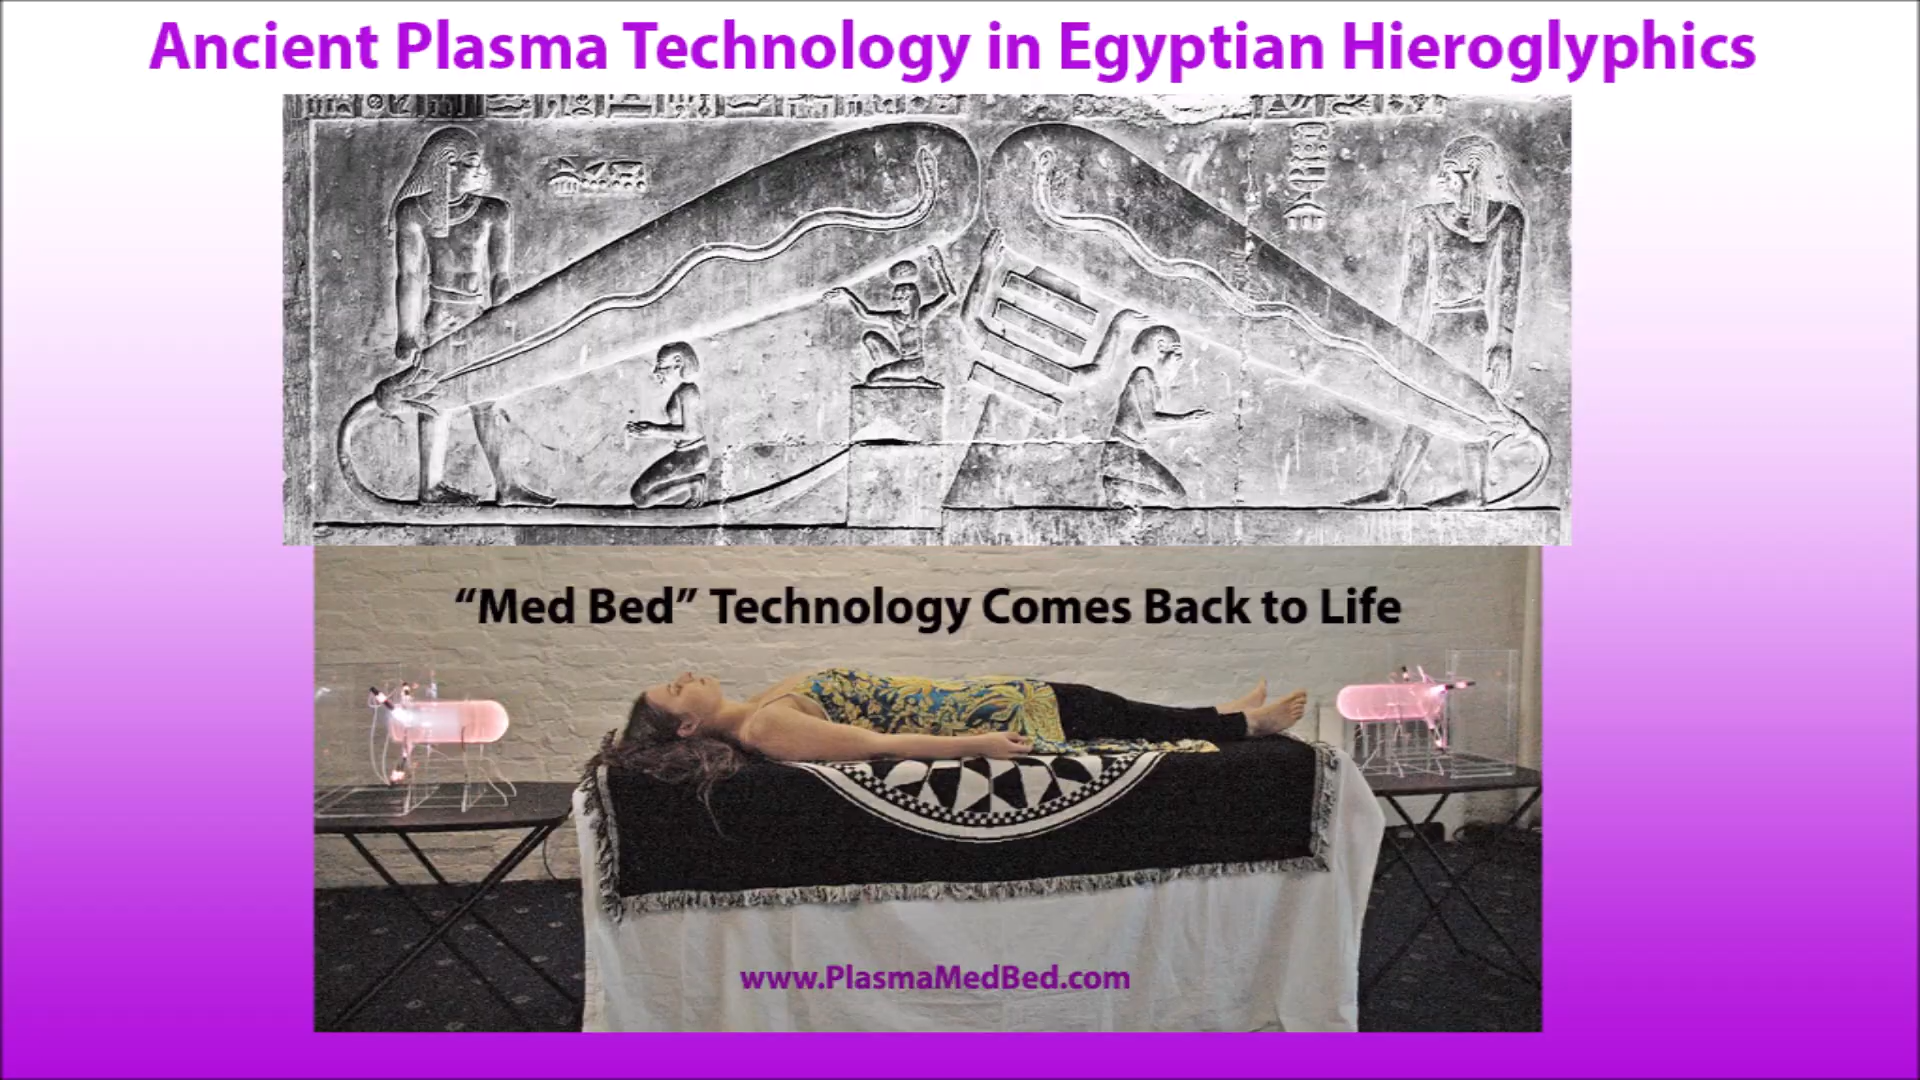 Ancient Plasma Technology in Egyptian Hieroglyphics
“Med Bed” Technology Comes Back to Life
www.PlasmaMedBed.com